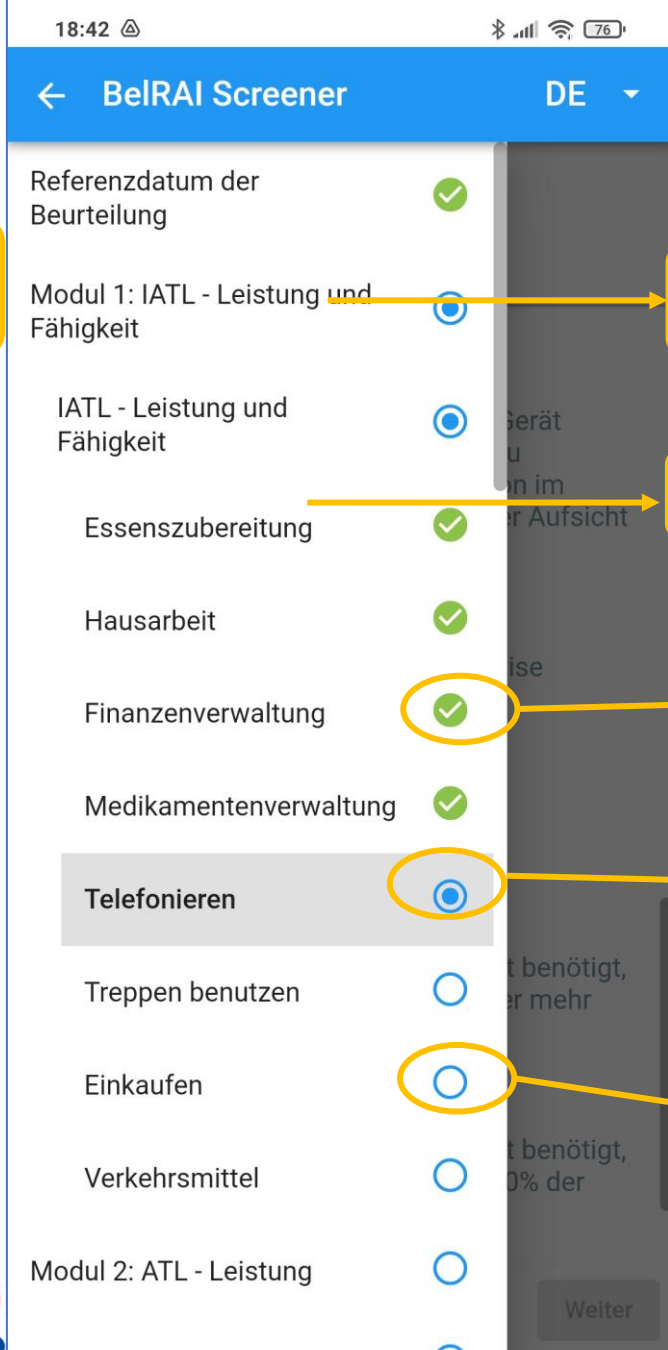 18:42
76
BelRAI Screener
DE
Referenzdatum der
Beurteilung
Modul 1: IATL - Leistung und
Fähigkeit
IATL - Leistung und
Fähigkeit
Essenszubereitung
Hausarbeit
Finanzenverwaltung
Medikamentenverwaltung
Telefonieren
Treppen benutzen
Einkaufen
Verkehrsmittel
Modul 2: ATL - Leistung
Gerät
u
on im
er Aufsicht
ise
t benötigt,
er mehr
t benötigt,
0% der
Weiter